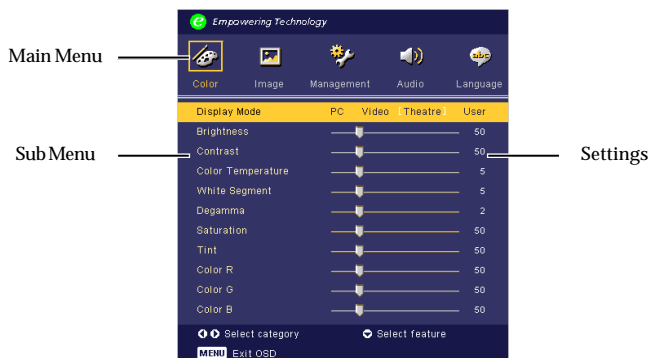 e Empowering Technology
Main Menu
Color Image Management Audio abc Language
Display Mode PC Video [Theatre] User
Brightness 50
Sub Menu Contrast 50 Settings
Color Temperature 5
White Segment 5
Degamma 2
Saturation 50
Tint 50
Color R 50
Color G 50
Color B 50
Select category Select feature
MENU Exit OSD